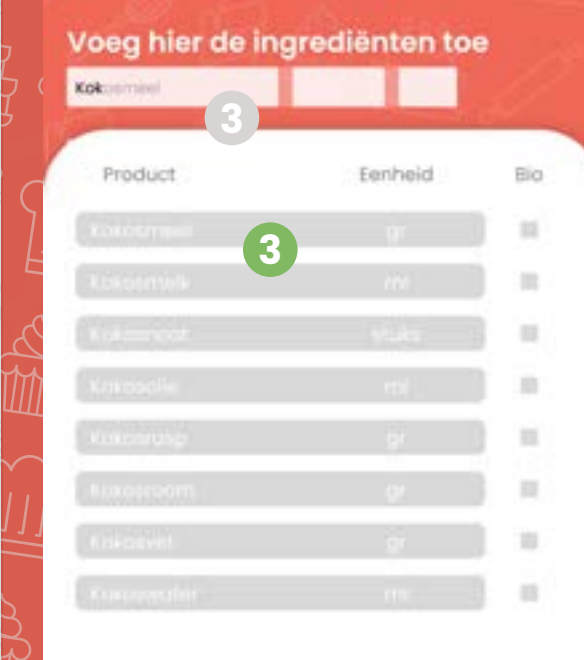 Voeg hier de ingrediënten toe
Kokosmeel
3
Product Eenheid Bio
Kokosmeel gr
3
Kokosmelk ml
Kokosnoot stuks
Kokosolie ml
Kokosrasp gr
Kokosroom gr
Kokosvet gr
Kokoswater ml